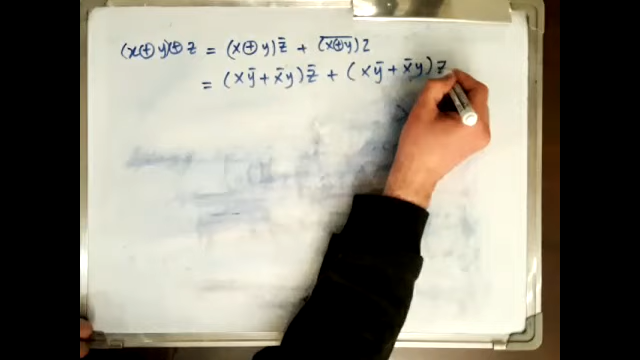 (x⊕y)⊕z = (x⊕y)z̄ + (x⊕y)̅z
= (xȳ + x̄y)z̄ + (xȳ + x̄y)z